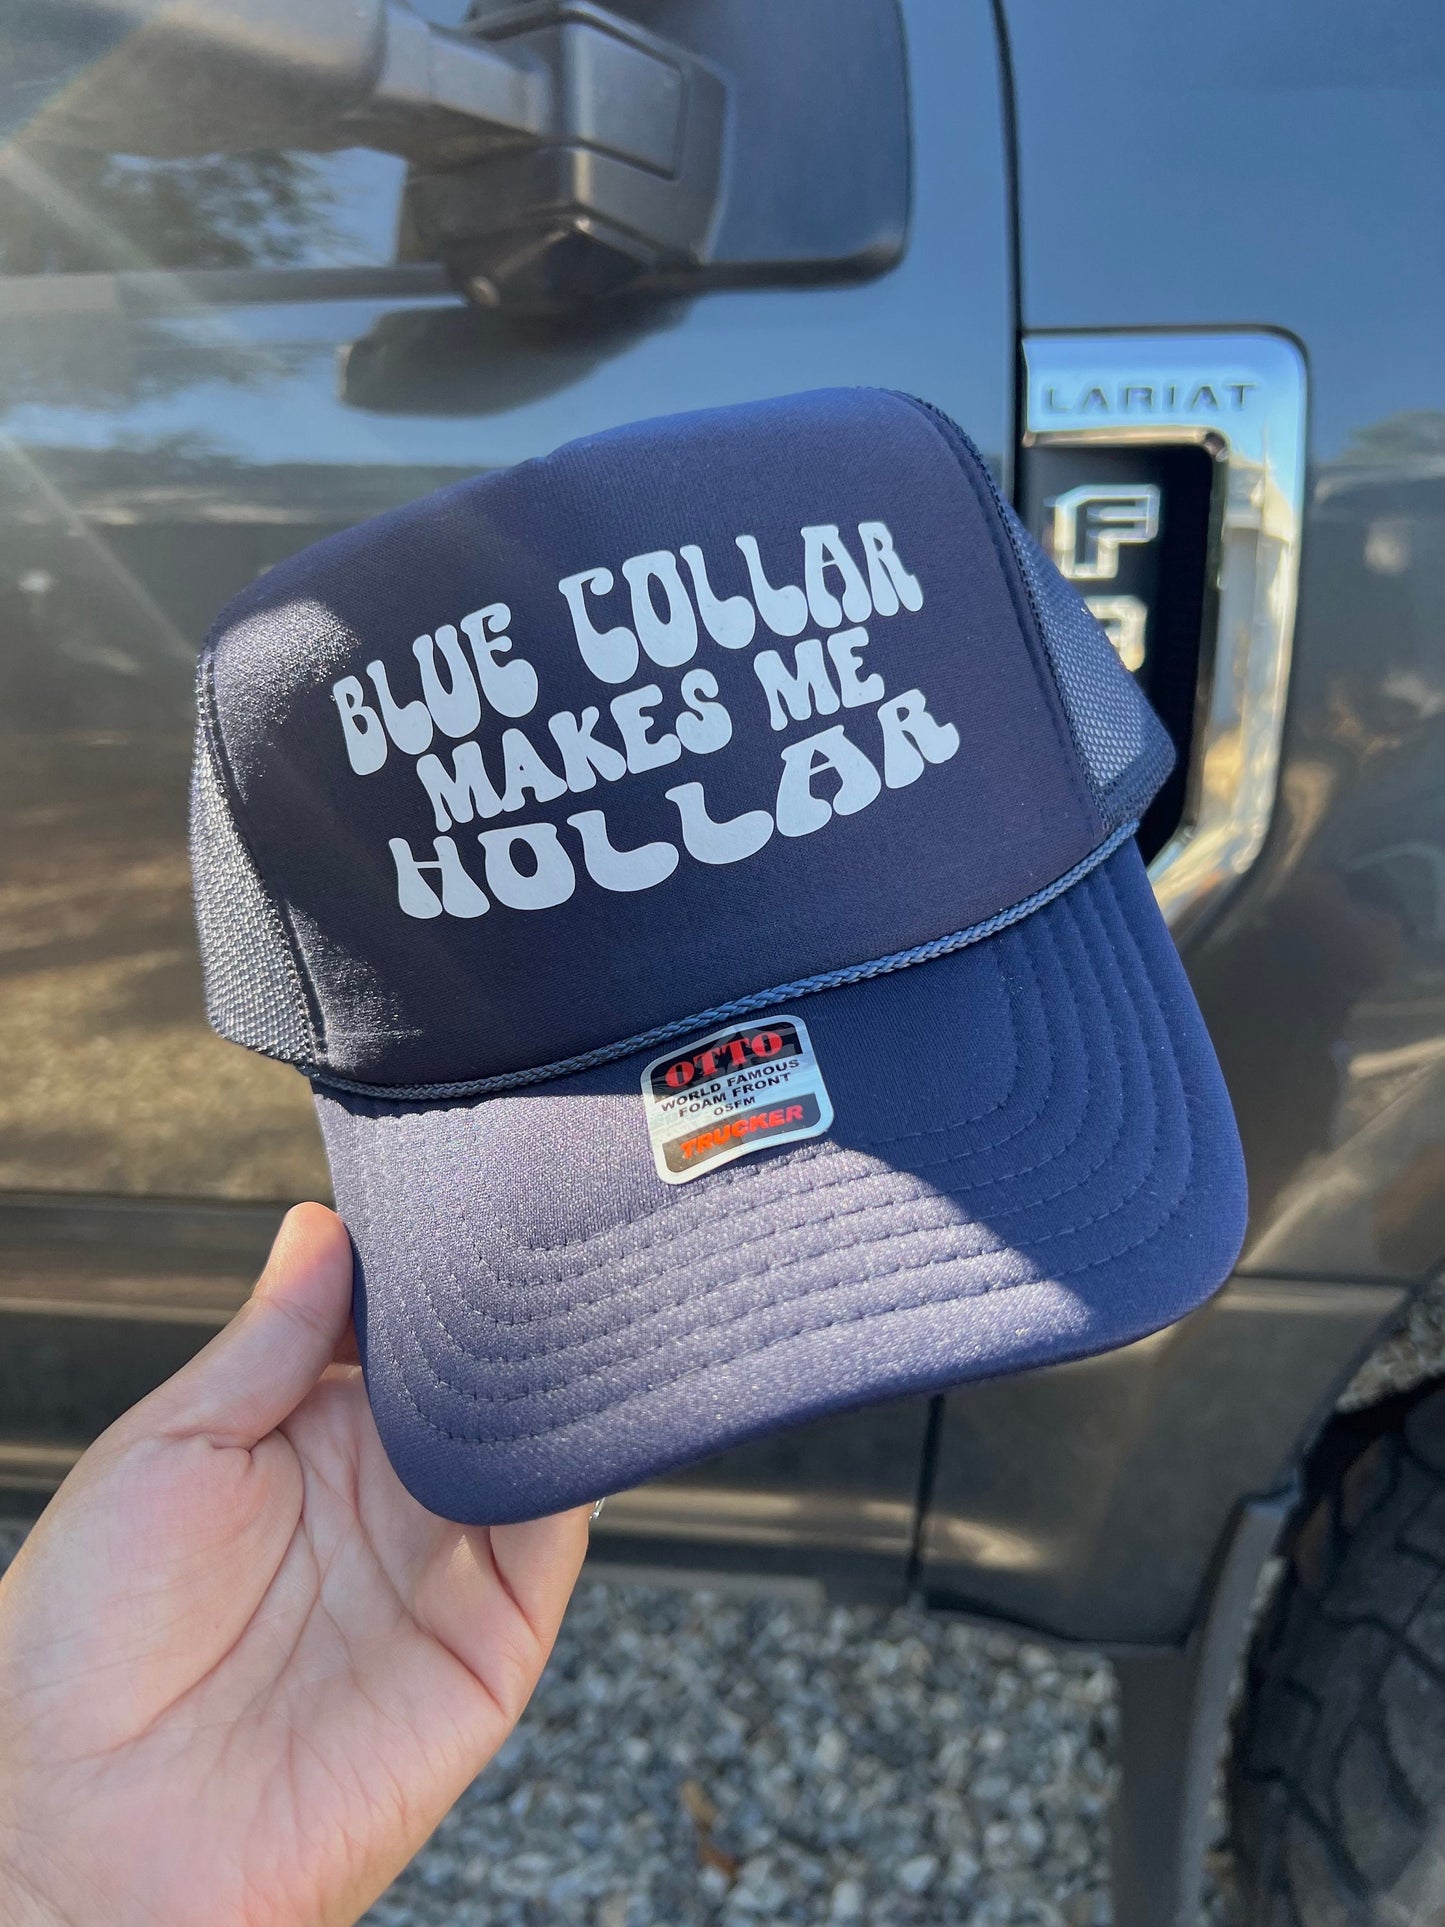 LARIAT
F
BLUE COLLAR
MAKES ME
HOLLAR
OTTO
WORLD FAMOUS
FOAM FRONT
OSFM
TRUCKER